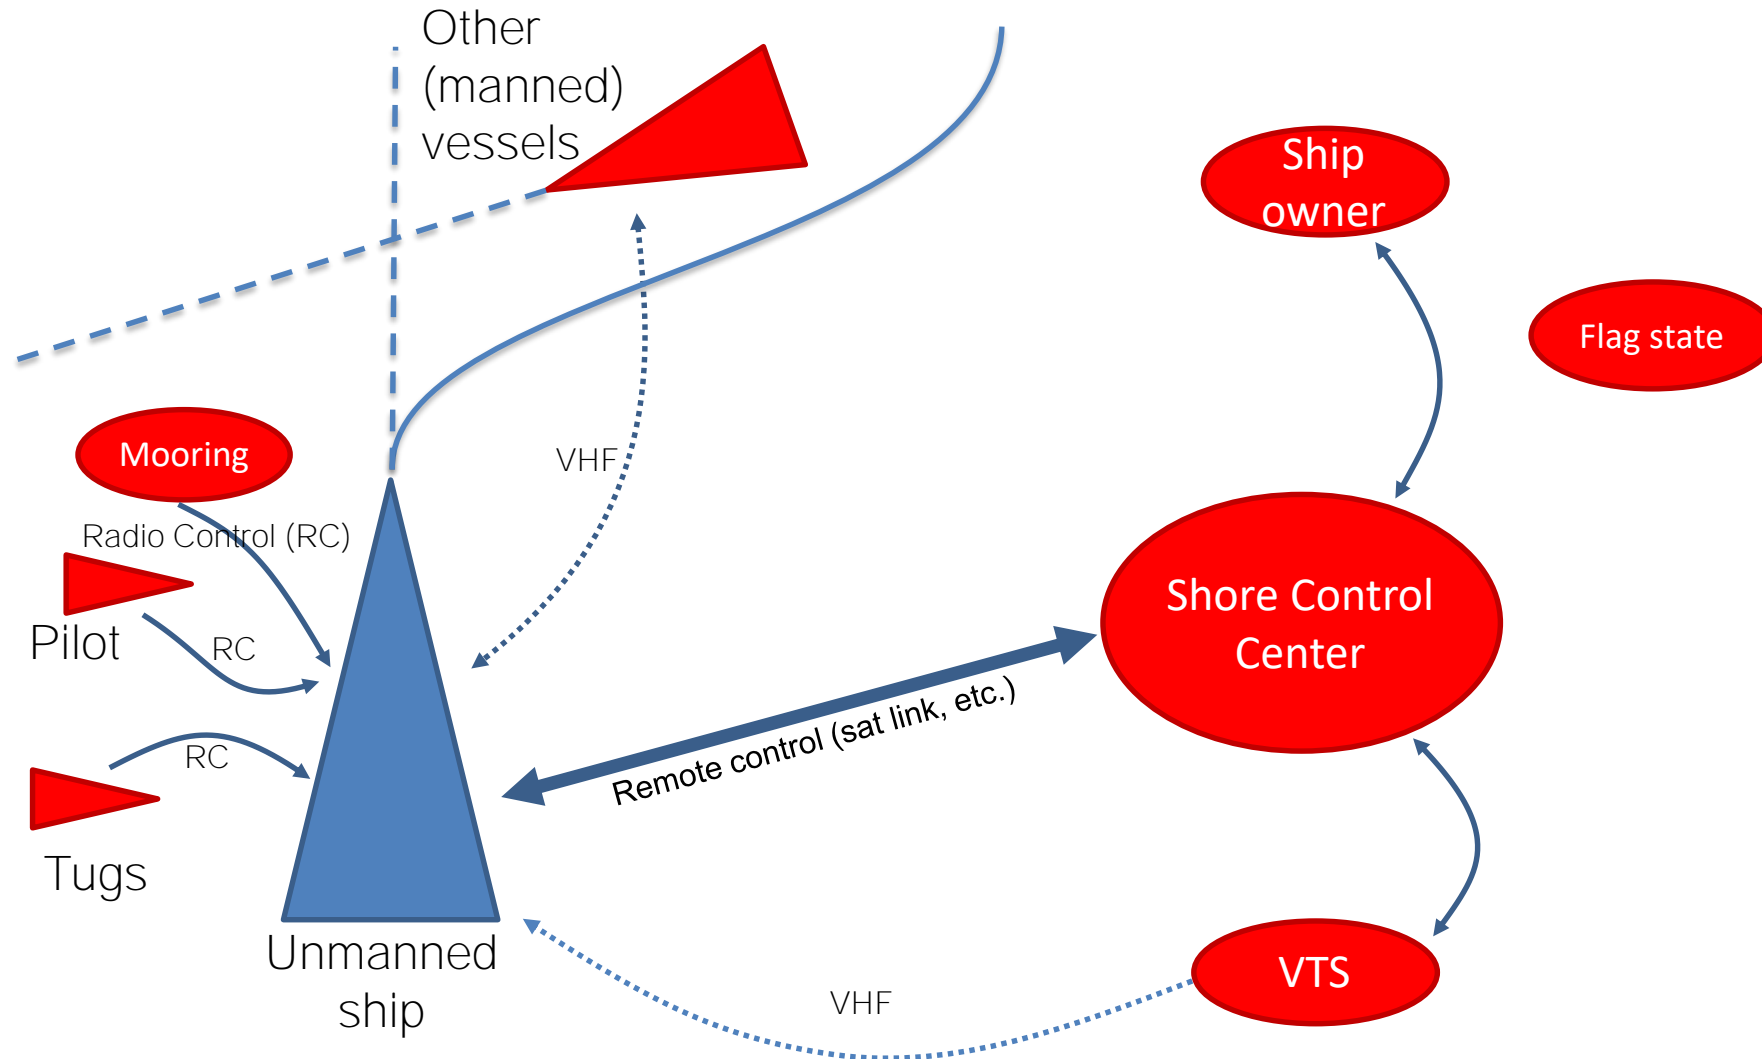 Other
(manned)
vessels
Ship
owner
Flag state
Mooring
VHF
Radio Control (RC)
Pilot
RC
Shore Control
Center
Remote control (sat link, etc.)
RC
Tugs
Unmanned
ship
VHF
VTS